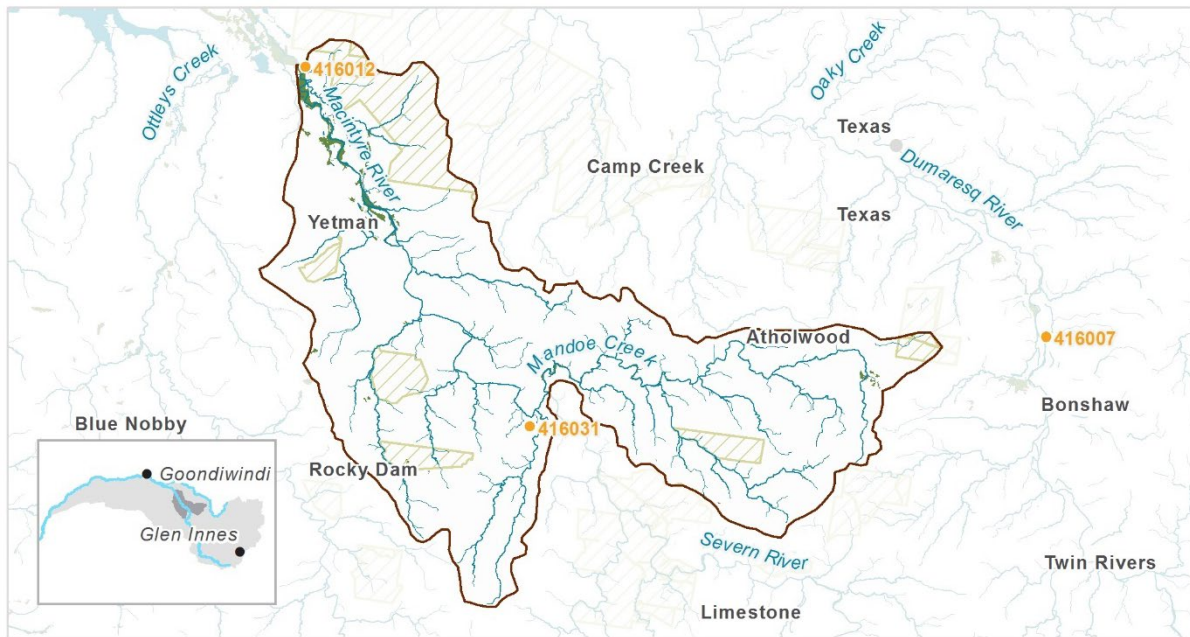 416012
Ottleys Creek
Macintyre River
Oaky Creek
Texas
Dumaresq River
Camp Creek
Texas
Yetman
Atholwood
416007
Mandoe Creek
Bonshaw
Blue Nobby
416031
Rocky Dam
Goondiwindi
Glen Innes
Severn River
Twin Rivers
Limestone